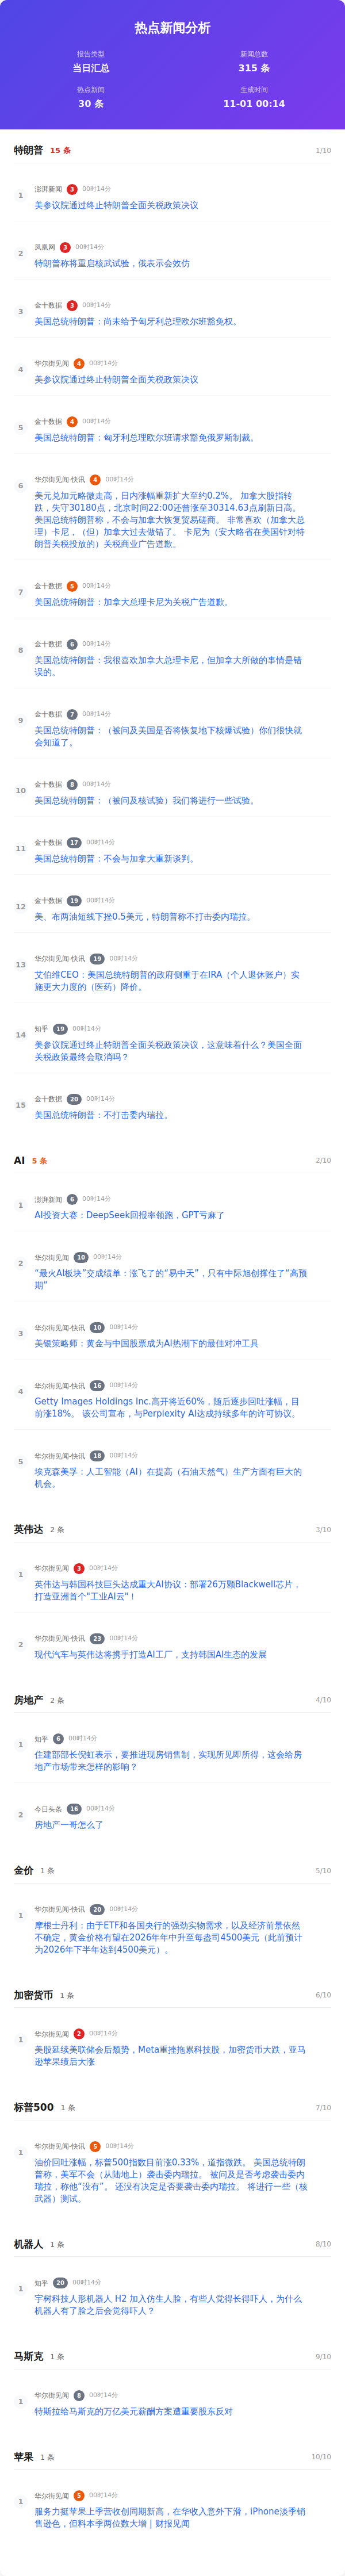 热点新闻分析
报告类型
新闻总数
当日汇总
315 条
热点新闻
生成时间
30 条
11-01 00:14
特朗普 15 条 1/10
1 澎湃新闻 3 00时14分
美参议院通过终止特朗普全面关税政策决议
2 凤凰网 3 00时14分
特朗普称将重启核武试验，俄表示会效仿
3 金十数据 3 00时14分
美国总统特朗普：尚未给予匈牙利总理欧尔班豁免权。
4 华尔街见闻 4 00时14分
美参议院通过终止特朗普全面关税政策决议
5 金十数据 4 00时14分
美国总统特朗普：匈牙利总理欧尔班请求豁免俄罗斯制裁。
6 华尔街见闻-快讯 4 00时14分
美元兑加元略微走高，日内涨幅重新扩大至约0.2%。 加拿大股指转
跌，失守30180点，北京时间22:00还曾涨至30314.63点刷新日高。
美国总统特朗普称，不会与加拿大恢复贸易磋商。 非常喜欢（加拿大总
理）卡尼，（但）加拿大过去做错了。 卡尼为（安大略省在美国针对特
朗普关税投放的）关税商业广告道歉。
7 金十数据 5 00时14分
美国总统特朗普：加拿大总理卡尼为关税广告道歉。
8 金十数据 6 00时14分
美国总统特朗普：我很喜欢加拿大总理卡尼，但加拿大所做的事情是错
误的。
9 金十数据 7 00时14分
美国总统特朗普：（被问及美国是否将恢复地下核爆试验）你们很快就
会知道了。
10 金十数据 8 00时14分
美国总统特朗普：（被问及核试验）我们将进行一些试验。
11 金十数据 17 00时14分
美国总统特朗普：不会与加拿大重新谈判。
12 金十数据 19 00时14分
美、布两油短线下挫0.5美元，特朗普称不打击委内瑞拉。
13 华尔街见闻-快讯 19 00时14分
艾伯维CEO：美国总统特朗普的政府侧重于在IRA（个人退休账户）实
施更大力度的（医药）降价。
14 知乎 19 00时14分
美参议院通过终止特朗普全面关税政策决议，这意味着什么？美国全面
关税政策最终会取消吗？
15 金十数据 20 00时14分
美国总统特朗普：不打击委内瑞拉。
AI 5 条 2/10
1 澎湃新闻 6 00时14分
AI投资大赛：DeepSeek回报率领跑，GPT亏麻了
2 华尔街见闻 10 00时14分
“最火AI板块”交成绩单：涨飞了的“易中天”，只有中际旭创撑住了“高预
期”
3 华尔街见闻-快讯 10 00时14分
美银策略师：黄金与中国股票成为AI热潮下的最佳对冲工具
4 华尔街见闻-快讯 16 00时14分
Getty Images Holdings Inc.高开将近60%，随后逐步回吐涨幅，目
前涨18%。 该公司宣布，与Perplexity AI达成持续多年的许可协议。
5 华尔街见闻-快讯 18 00时14分
埃克森美孚：人工智能（AI）在提高（石油天然气）生产方面有巨大的
机会。
英伟达 2 条 3/10
1 华尔街见闻 3 00时14分
英伟达与韩国科技巨头达成重大AI协议：部署26万颗Blackwell芯片，
打造亚洲首个"工业AI云"！
2 华尔街见闻-快讯 23 00时14分
现代汽车与英伟达将携手打造AI工厂，支持韩国AI生态的发展
房地产 2 条 4/10
1 知乎 6 00时14分
住建部部长倪虹表示，要推进现房销售制，实现所见即所得，这会给房
地产市场带来怎样的影响？
2 今日头条 16 00时14分
房地产一哥怎么了
金价 1 条 5/10
1 华尔街见闻-快讯 20 00时14分
摩根士丹利：由于ETF和各国央行的强劲实物需求，以及经济前景依然
不确定，黄金价格有望在2026年年中升至每盎司4500美元（此前预计
为2026年下半年达到4500美元）。
加密货币 1 条 6/10
1 华尔街见闻 2 00时14分
美股延续美联储会后颓势，Meta重挫拖累科技股，加密货币大跌，亚马
逊苹果绩后大涨
标普500 1 条 7/10
1 华尔街见闻-快讯 5 00时14分
油价回吐涨幅，标普500指数目前涨0.33%，道指微跌。 美国总统特朗
普称，美军不会（从陆地上）袭击委内瑞拉。 被问及是否考虑袭击委内
瑞拉，称他“没有”。 还没有决定是否要袭击委内瑞拉。 将进行一些（核
武器）测试。
机器人 1 条 8/10
1 知乎 20 00时14分
宇树科技人形机器人 H2 加入仿生人脸，有些人觉得长得吓人，为什么
机器人有了脸之后会觉得吓人？
马斯克 1 条 9/10
1 华尔街见闻 8 00时14分
特斯拉给马斯克的万亿美元薪酬方案遭重要股东反对
苹果 1 条 10/10
1 华尔街见闻 5 00时14分
服务力挺苹果上季营收创同期新高，在华收入意外下滑，iPhone淡季销
售逊色，但料本季两位数大增 | 财报见闻